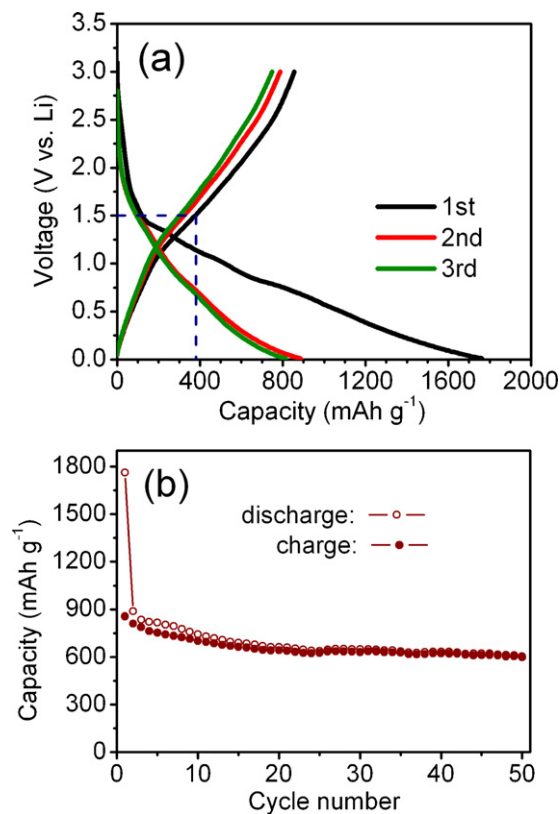 (a)
Voltage (V vs. Li)
3.5
3.0
2.5
2.0
1.5
1.0
0.5
0.0
1st
2nd
3rd
0 400 800 1200 1600 2000
Capacity (mAh g⁻¹)
(b)
Capacity (mAh g⁻¹)
1800
1500
1200
900
600
300
0
discharge:
charge:
0 10 20 30 40 50
Cycle number